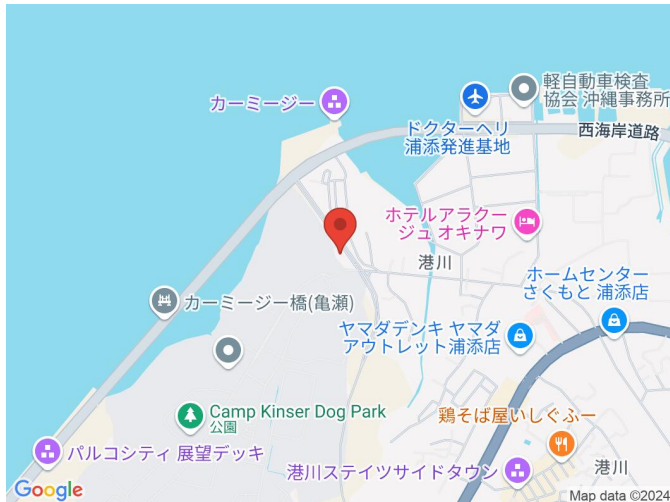 カーミージー
軽自動車検査
協会 沖縄事務所
ドクターヘリ
浦添発進基地
西海岸道路
ホテルアラクー
ジュ オキナワ
港川
ホームセンター
さくもと 浦添店
カーミージー橋(亀瀬)
ヤマダデンキ ヤマダ
アウトレット浦添店
Camp Kinser Dog Park
公園
鶏そば屋いしぐふー
パルコシティ 展望デッキ
港川ステイツサイドタウン
港川
Google
Map data ©2024